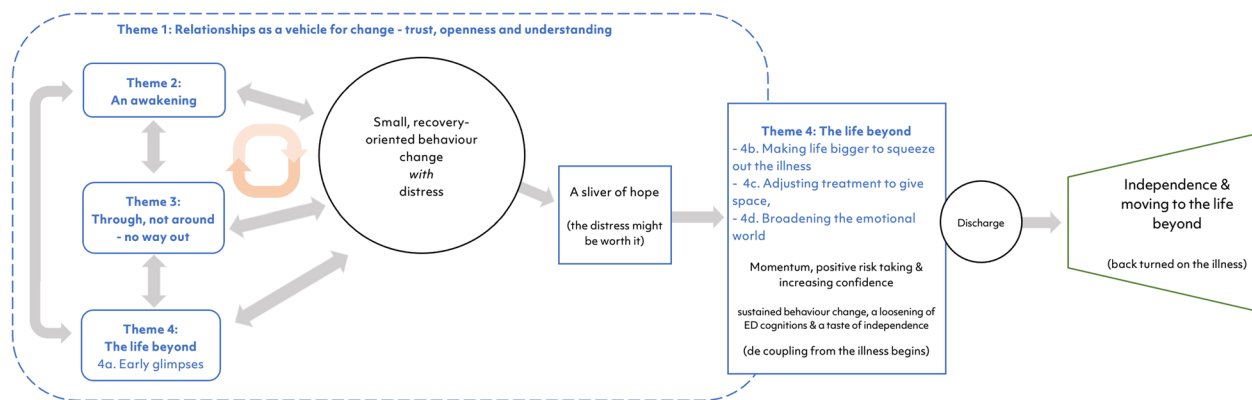 Theme 1: Relationships as a vehicle for change - trust, openness and understanding
Theme 2:
An awakening
Theme 3:
Through, not around
- no way out
Theme 4:
The life beyond
4a. Early glimpses
Small, recovery-
oriented behaviour
change
with
distress
A sliver of hope
(the distress might
be worth it)
Theme 4: The life beyond
- 4b. Making life bigger to squeeze
out the illness
- 4c. Adjusting treatment to give
space,
- 4d. Broadening the emotional
world
Momentum, positive risk taking &
increasing confidence
sustained behaviour change, a loosening of
ED cognitions & a taste of independence
(de coupling from the illness begins)
Discharge
Independence &
moving to the life
beyond
(back turned on the illness)